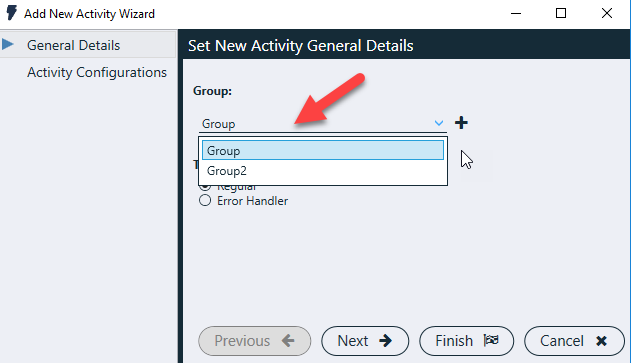 Add New Activity Wizard
General Details
Activity Configurations
Set New Activity General Details
Group:
Group
Group
Group2
Regular
Error Handler
Previous
Next
Finish
Cancel